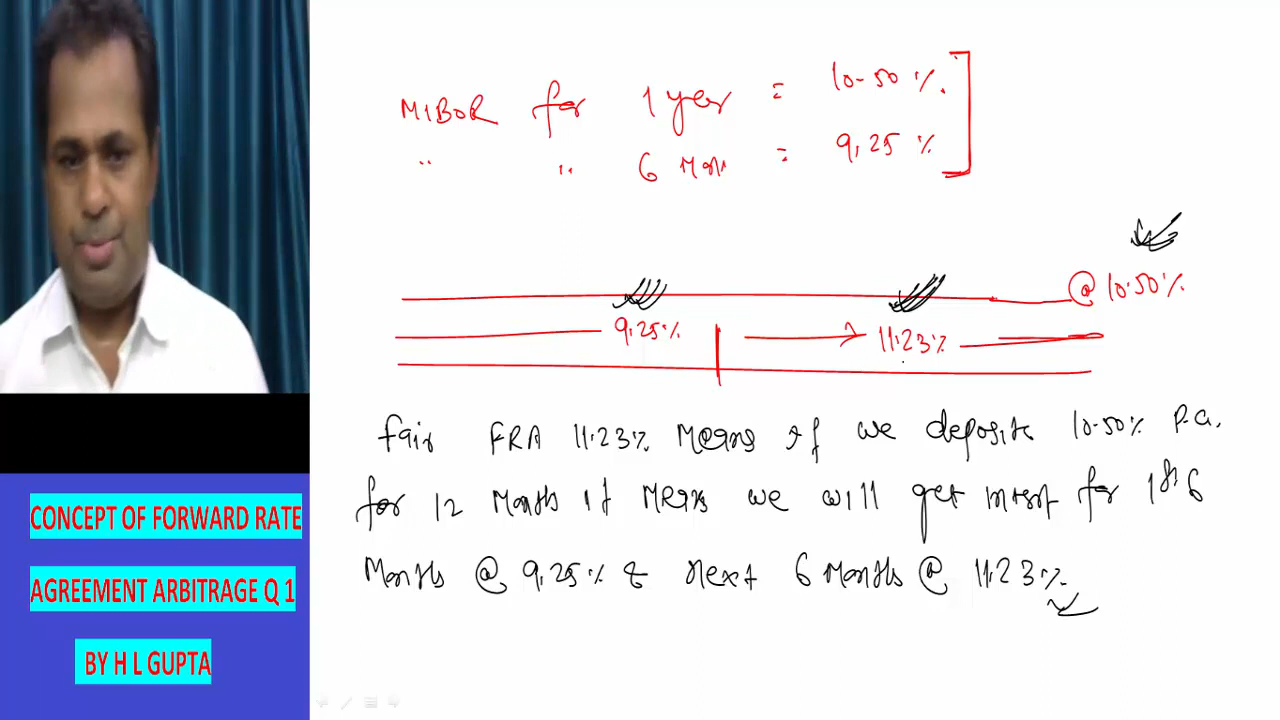 MIBOR for 1 year = 10.50 %.
" " 6 Mon = 9.25 %
@ 10.50%
9.25% 11.23%
fair FRA 11.23% Means if we deposite 10.50% P.a.
for 12 Months it Means we will get intrst for 1st 6
Months @ 9.25% & next 6 Months @ 11.23%
CONCEPT OF FORWARD RATE
AGREEMENT ARBITRAGE Q 1
BY H L GUPTA